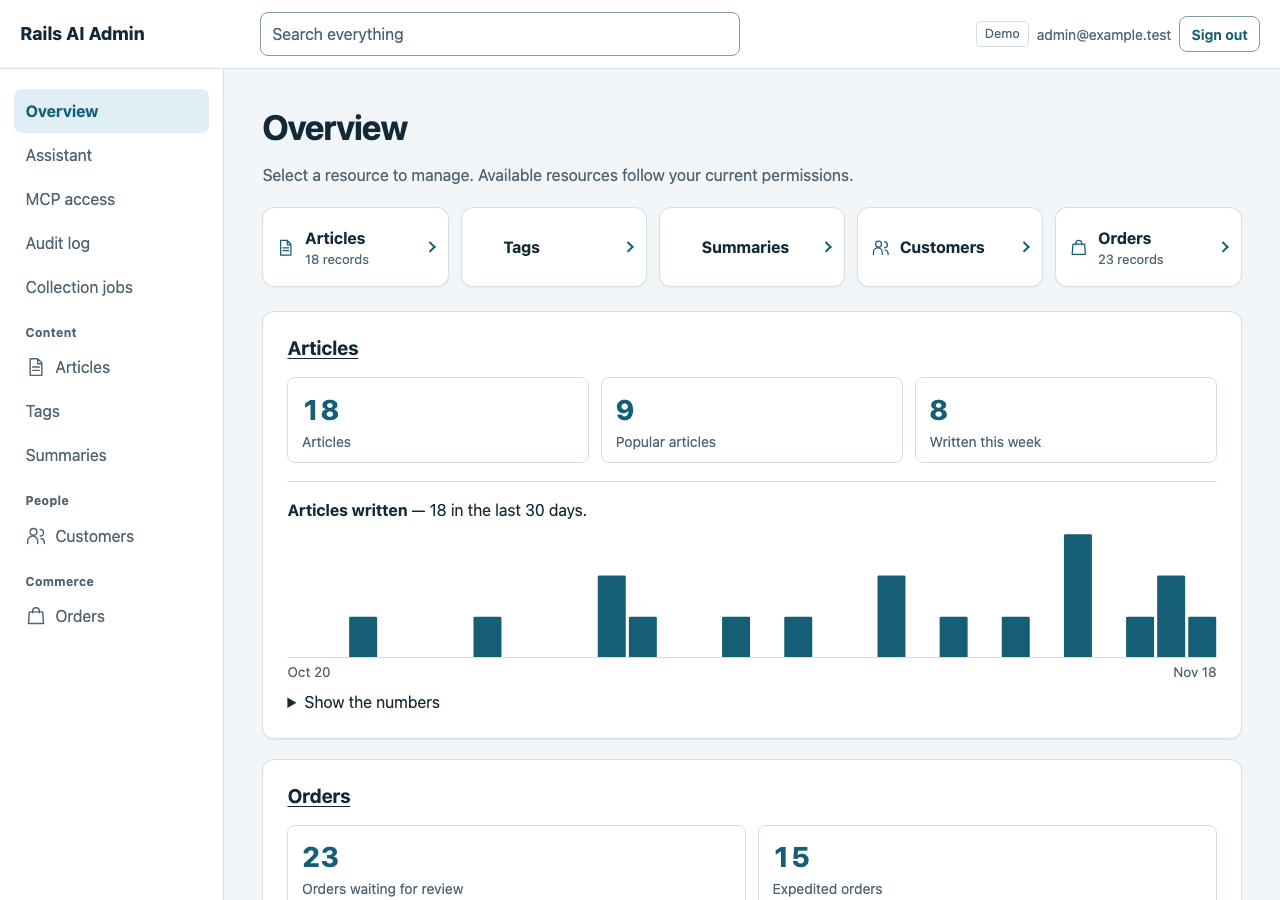 Rails AI Admin
Search everything
Demo
admin@example.test
Sign out
Overview
Assistant
MCP access
Audit log
Collection jobs
Content
Articles
Tags
Summaries
People
Customers
Commerce
Orders
Overview
Select a resource to manage. Available resources follow your current permissions.
Articles
18 records
Tags
Summaries
Customers
Orders
23 records
Articles
18
Articles
9
Popular articles
8
Written this week
Articles written — 18 in the last 30 days.
Oct 20
Nov 18
Show the numbers
Orders
23
Orders waiting for review
15
Expedited orders